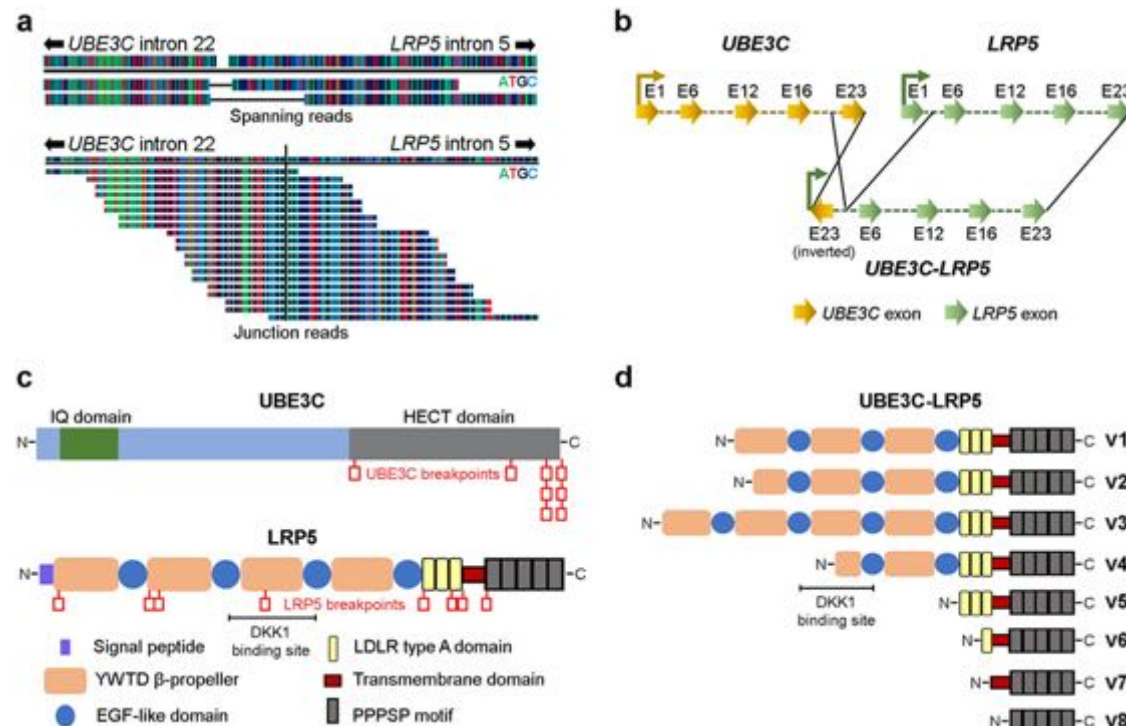 a
UBE3C intron 22 LRP5 intron 5
ATGC
Spanning reads
UBE3C intron 22 LRP5 intron 5
ATGC
Junction reads
b
UBE3C LRP5
E1 E6 E12 E16 E23 E1 E6 E12 E16 E23
E23 E6 E12 E16 E23
(inverted)
UBE3C-LRP5
UBE3C exon LRP5 exon
c
UBE3C
IQ domain HECT domain
N C
UBE3C breakpoints
LRP5
N C
LRP5 breakpoints
DKK1
binding site
Signal peptide LDLR type A domain
YWTD β-propeller Transmembrane domain
EGF-like domain PPPSP motif
d
UBE3C-LRP5
N C v1
N C v2
N C v3
N C v4
DKK1
binding site
N C v5
N C v6
N C v7
N C v8